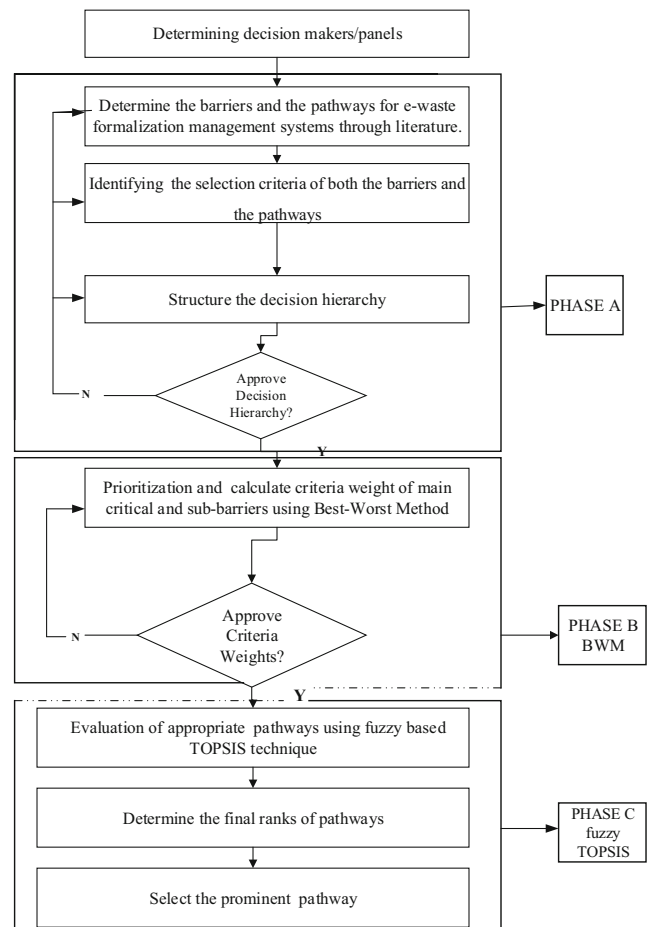 Determining decision makers/panels
Determine the barriers and the pathways for e-waste
formalization management systems through literature.
Identifying the selection criteria of both the barriers and
the pathways
Structure the decision hierarchy
PHASE A
Approve
Decision
Hierarchy?
N
Y
Prioritization and calculate criteria weight of main
critical and sub-barriers using Best-Worst Method
Approve
Criteria
Weights?
N
PHASE B
BWM
Y
Evaluation of appropriate pathways using fuzzy based
TOPSIS technique
Determine the final ranks of pathways
PHASE C
fuzzy
TOPSIS
Select the prominent pathway